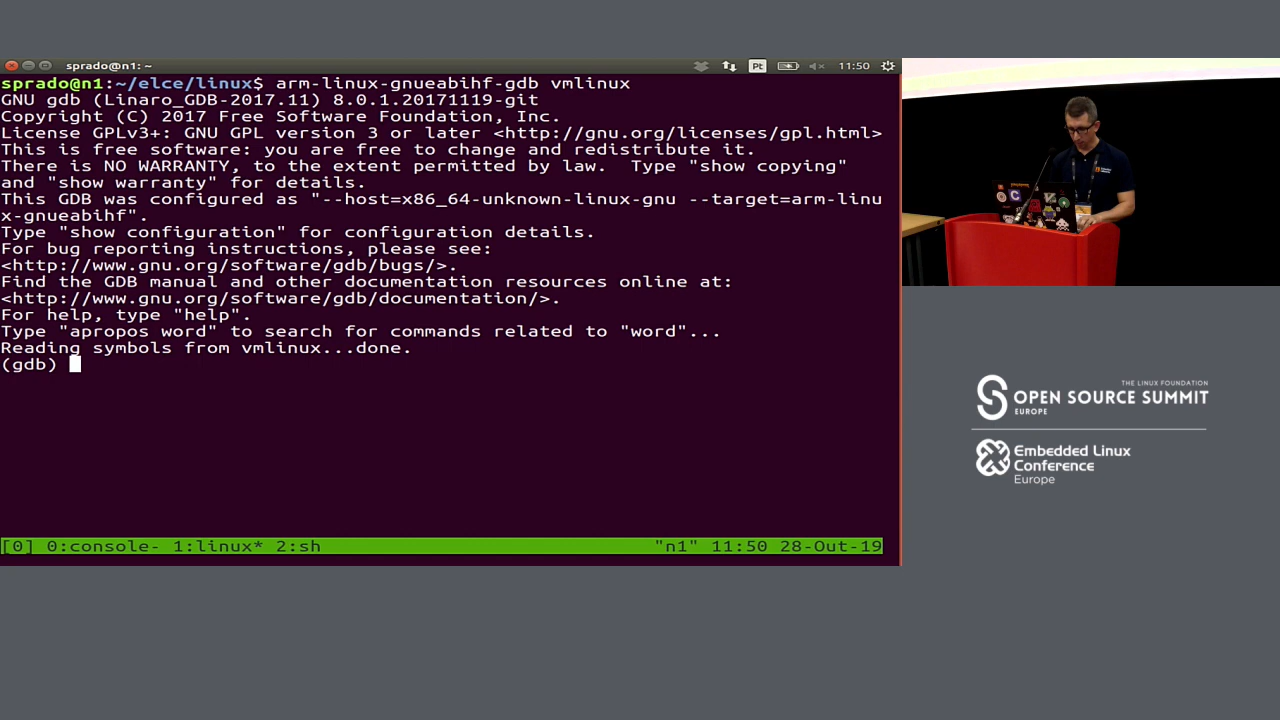 sprado@n1: ~
Pt
11:50
sprado@n1:~/elce/linux$ arm-linux-gnueabihf-gdb vmlinux
GNU gdb (Linaro_GDB-2017.11) 8.0.1.20171119-git
Copyright (C) 2017 Free Software Foundation, Inc.
License GPLv3+: GNU GPL version 3 or later <http://gnu.org/licenses/gpl.html>
This is free software: you are free to change and redistribute it.
There is NO WARRANTY, to the extent permitted by law.  Type "show copying"
and "show warranty" for details.
This GDB was configured as "--host=x86_64-unknown-linux-gnu --target=arm-linu
x-gnueabihf".
Type "show configuration" for configuration details.
For bug reporting instructions, please see:
<http://www.gnu.org/software/gdb/bugs/>.
Find the GDB manual and other documentation resources online at:
<http://www.gnu.org/software/gdb/documentation/>.
For help, type "help".
Type "apropos word" to search for commands related to "word"...
Reading symbols from vmlinux...done.
(gdb)
[0] 0:console- 1:linux* 2:sh "n1" 11:50 28-Oct-19
THE LINUX FOUNDATION
OPEN SOURCE SUMMIT
EUROPE
Embedded Linux
Conference
Europe